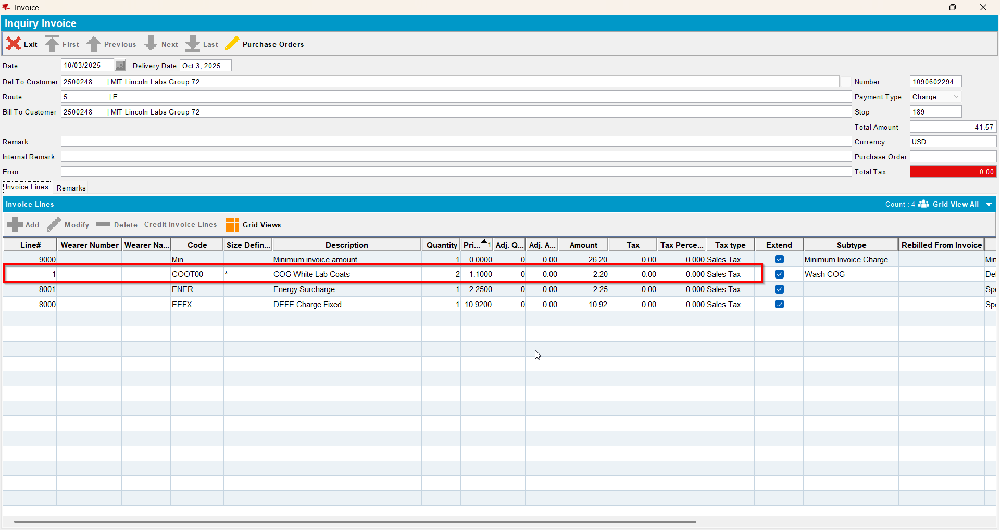 Invoice
Inquiry Invoice
Exit First Previous Next Last Purchase Orders
Date 10/03/2025 Delivery Date Oct 3, 2025
Del To Customer 2500248 | MIT Lincoln Labs Group 72 ... Number 1090602294
Route 5 | E Payment Type Charge
Bill To Customer 2500248 | MIT Lincoln Labs Group 72 Stop 189
Total Amount 41.57
Remark Currency USD
Internal Remark Purchase Order
Error Total Tax 0.00
Invoice Lines Remarks
Invoice Lines Count : 4 Grid View All
Add Modify Delete Credit Invoice Lines Grid Views
Line# Wearer Number Wearer Na... Code Size Defin... Description Quantity Pri... 1 Adj. Q... Adj. A... Amount Tax Tax Perce... Tax type Extend Subtype Rebilled From Invoice
9000 Min Minimum invoice amount 1 0.0000 0 0.00 26.20 0.00 0.000 Sales Tax Minimum Invoice Charge Min
1 COOT00 * COG White Lab Coats 2 1.1000 0 0.00 2.20 0.00 0.000 Sales Tax Wash COG De
8001 ENER Energy Surcharge 1 2.2500 0 0.00 2.25 0.00 0.000 Sales Tax Spe
8000 EEFX DEFE Charge Fixed 1 10.9200 0 0.00 10.92 0.00 0.000 Sales Tax Spe